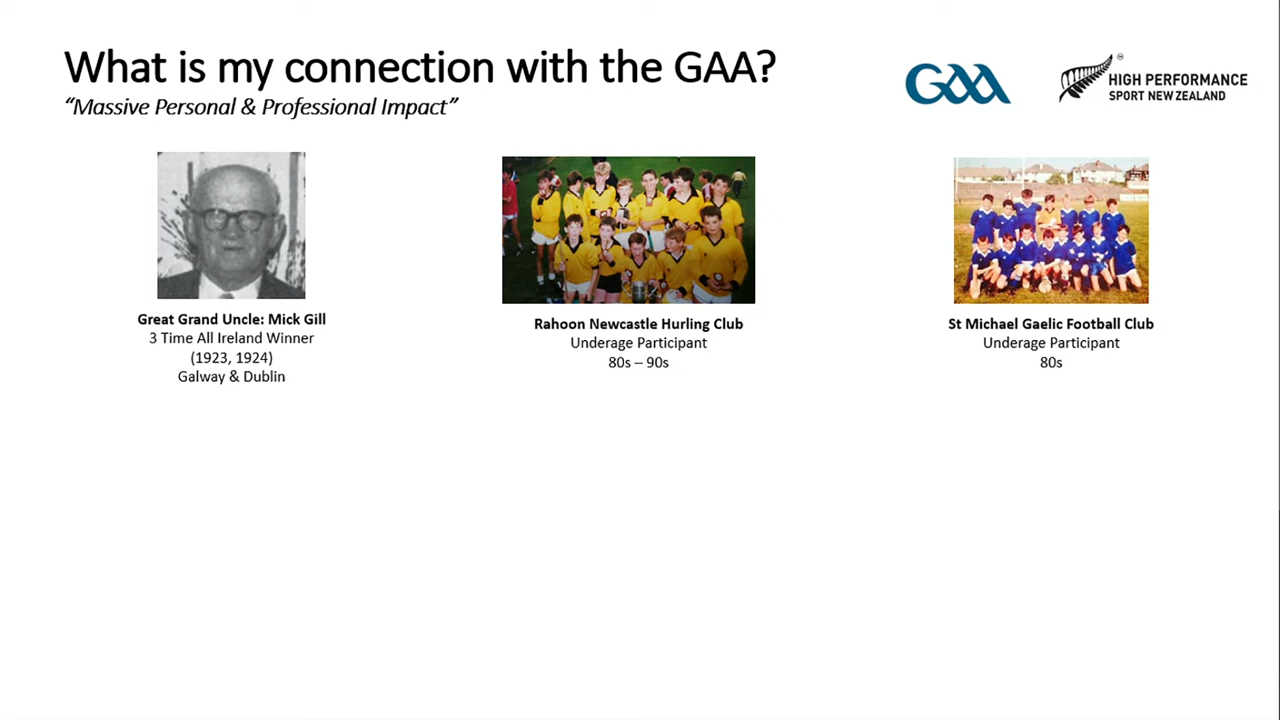 What is my connection with the GAA?
“Massive Personal & Professional Impact”
GAA
HIGH PERFORMANCE
SPORT NEW ZEALAND
Great Grand Uncle: Mick Gill
3 Time All Ireland Winner
(1923, 1924)
Galway & Dublin
Rahoon Newcastle Hurling Club
Underage Participant
80s – 90s
St Michael Gaelic Football Club
Underage Participant
80s